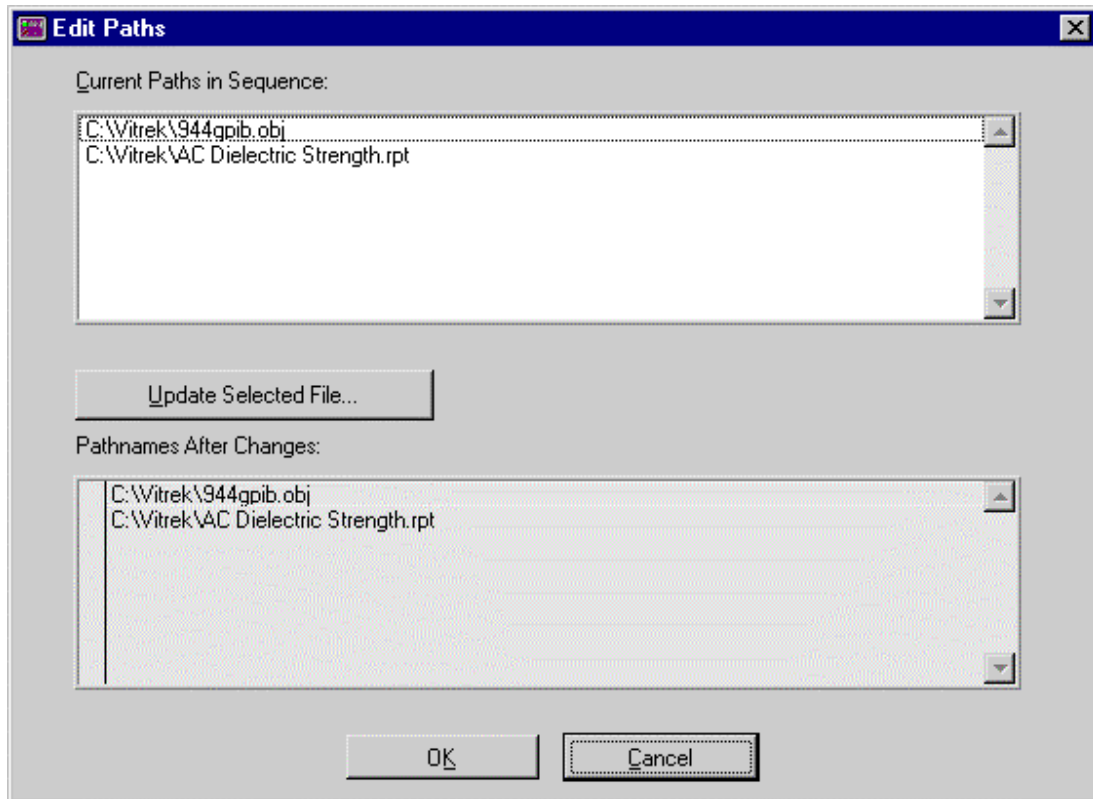 Edit Paths
Current Paths in Sequence:
C:\Vitrek\944gpib.obj
C:\Vitrek\AC Dielectric Strength.rpt
Update Selected File...
Pathnames After Changes:
C:\Vitrek\944gpib.obj
C:\Vitrek\AC Dielectric Strength.rpt
OK
Cancel